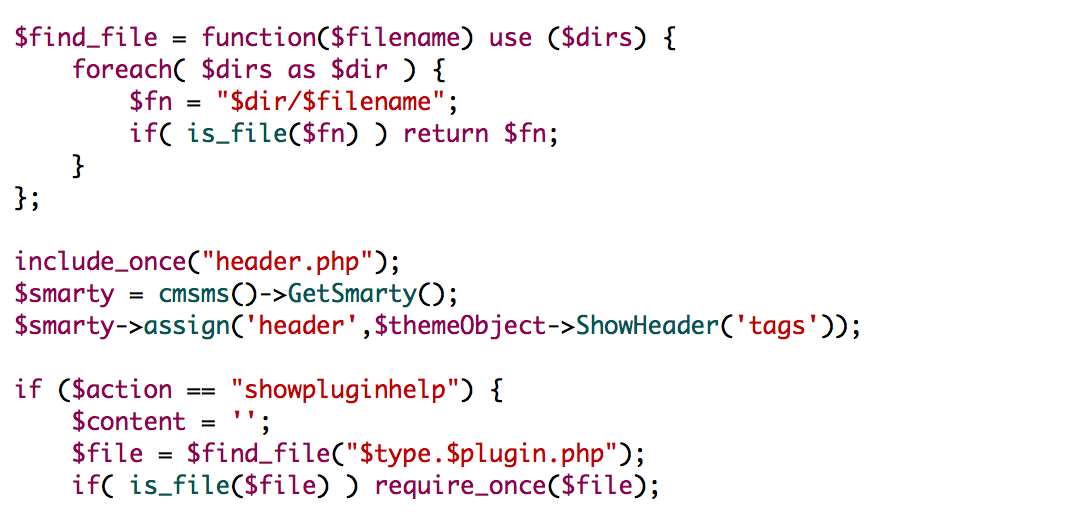 $find_file = function($filename) use ($dirs) {
    foreach( $dirs as $dir ) {
        $fn = "$dir/$filename";
        if( is_file($fn) ) return $fn;
    }
};

include_once("header.php");
$smarty = cmsms()->GetSmarty();
$smarty->assign('header',$themeObject->ShowHeader('tags'));

if ($action == "showpluginhelp") {
    $content = '';
    $file = $find_file("$type.$plugin.php");
    if( is_file($file) ) require_once($file);